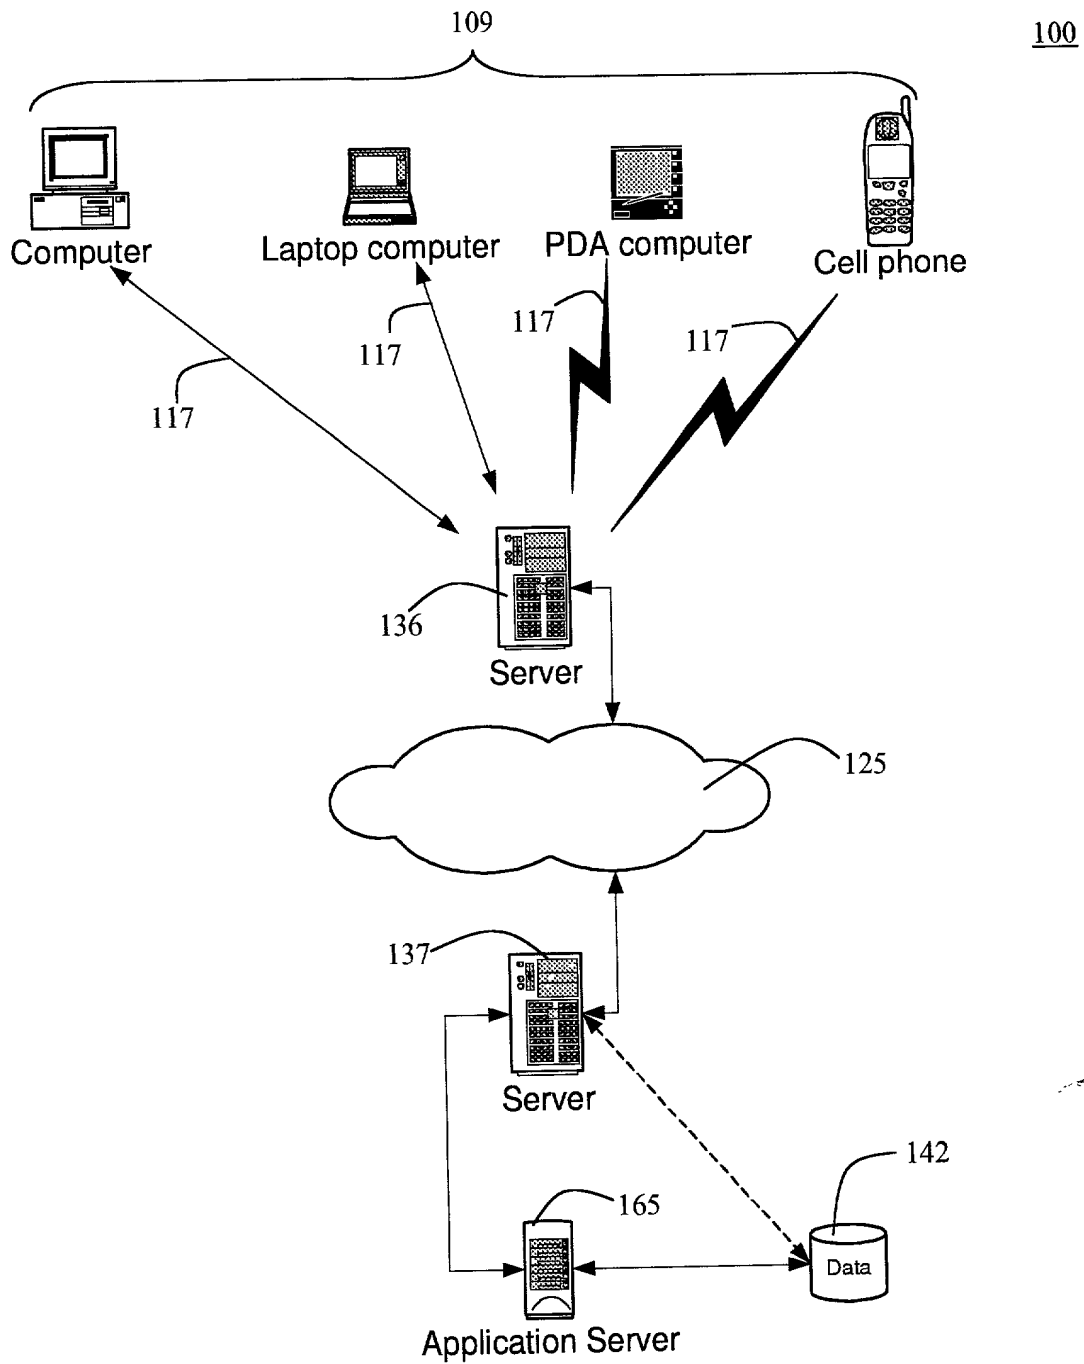 109
100
Computer
Laptop computer
PDA computer
Cell phone
117
117
117
117
136
Server
125
137
Server
142
165
Data
Application Server